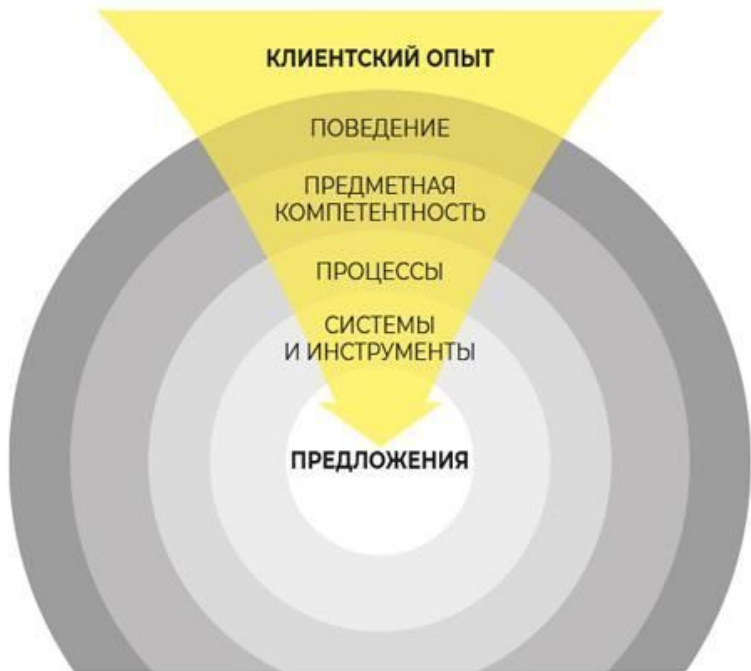 КЛИЕНТСКИЙ ОПЫТ
ПОВЕДЕНИЕ
ПРЕДМЕТНАЯ
КОМПЕТЕНТНОСТЬ
ПРОЦЕССЫ
СИСТЕМЫ
И ИНСТРУМЕНТЫ
ПРЕДЛОЖЕНИЯ